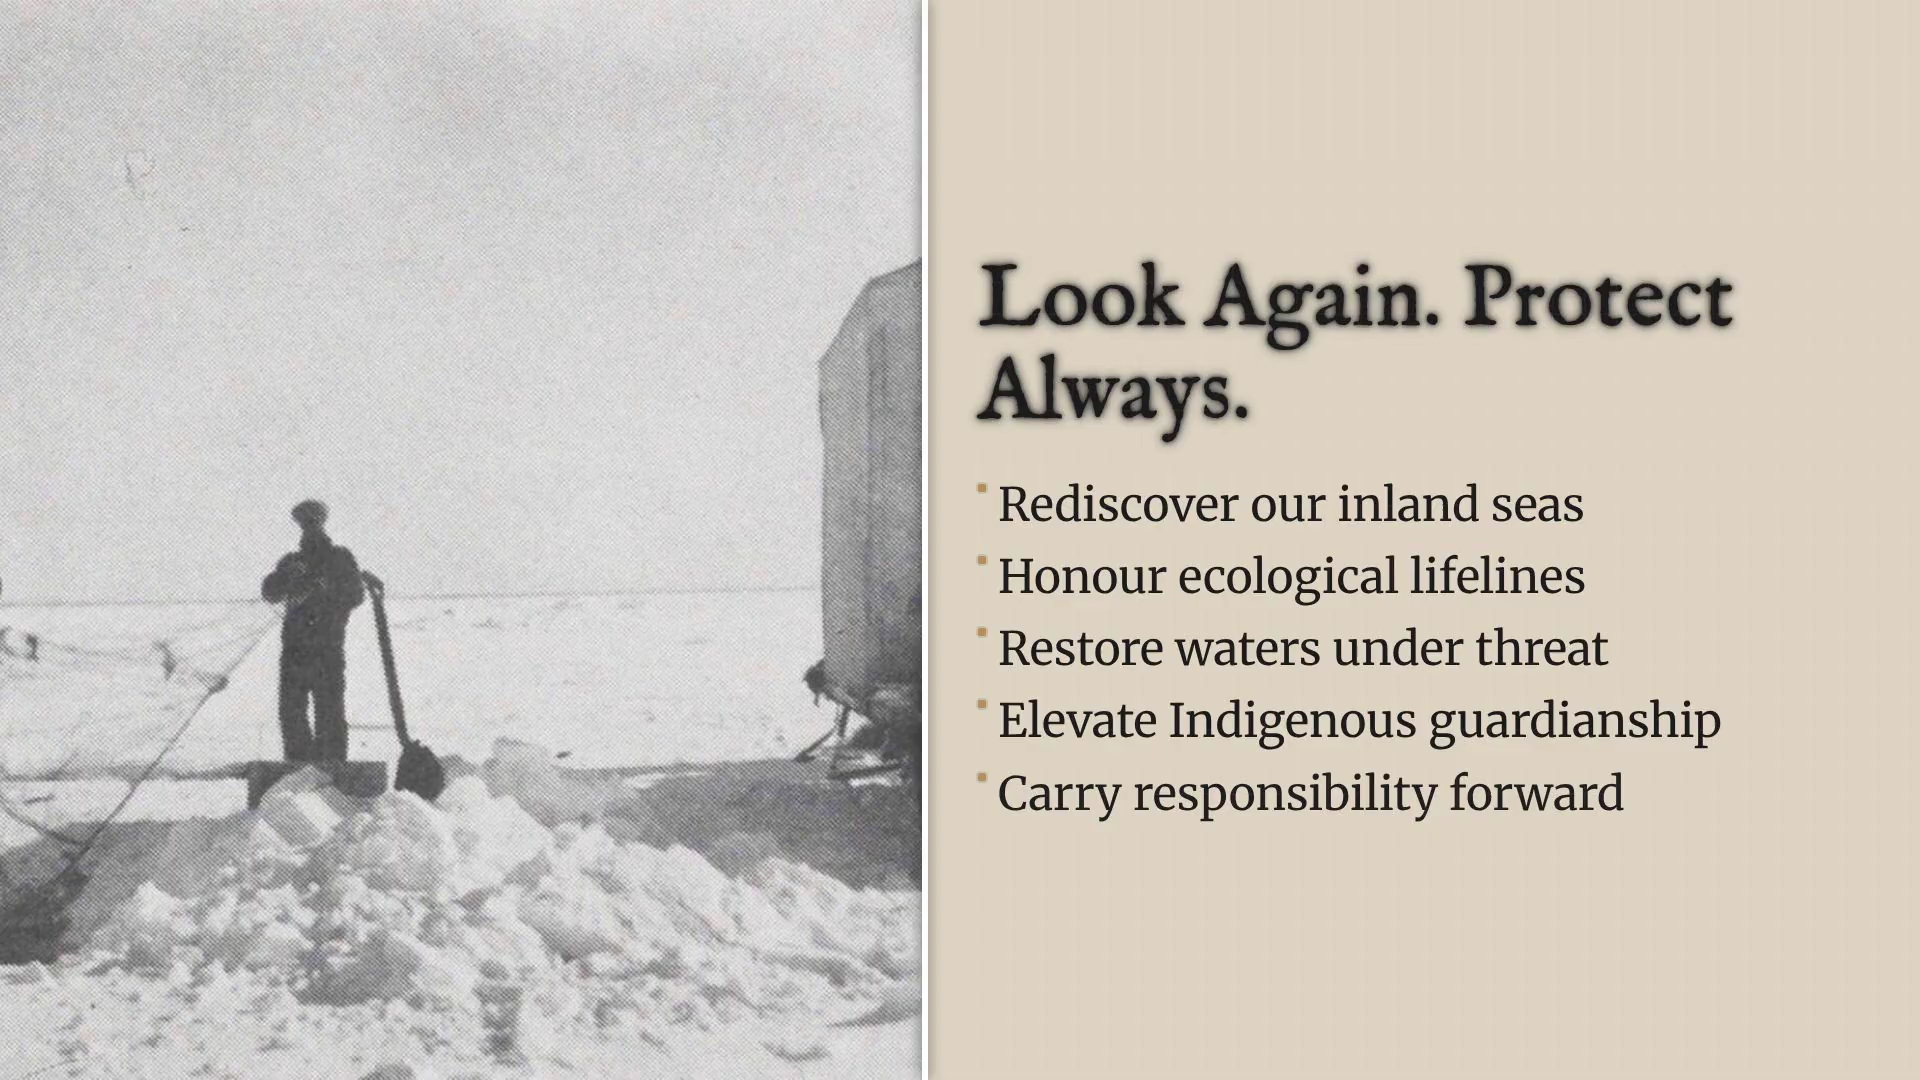 Look Again. Protect
Always.
Rediscover our inland seas
Honour ecological lifelines
Restore waters under threat
Elevate Indigenous guardianship
Carry responsibility forward